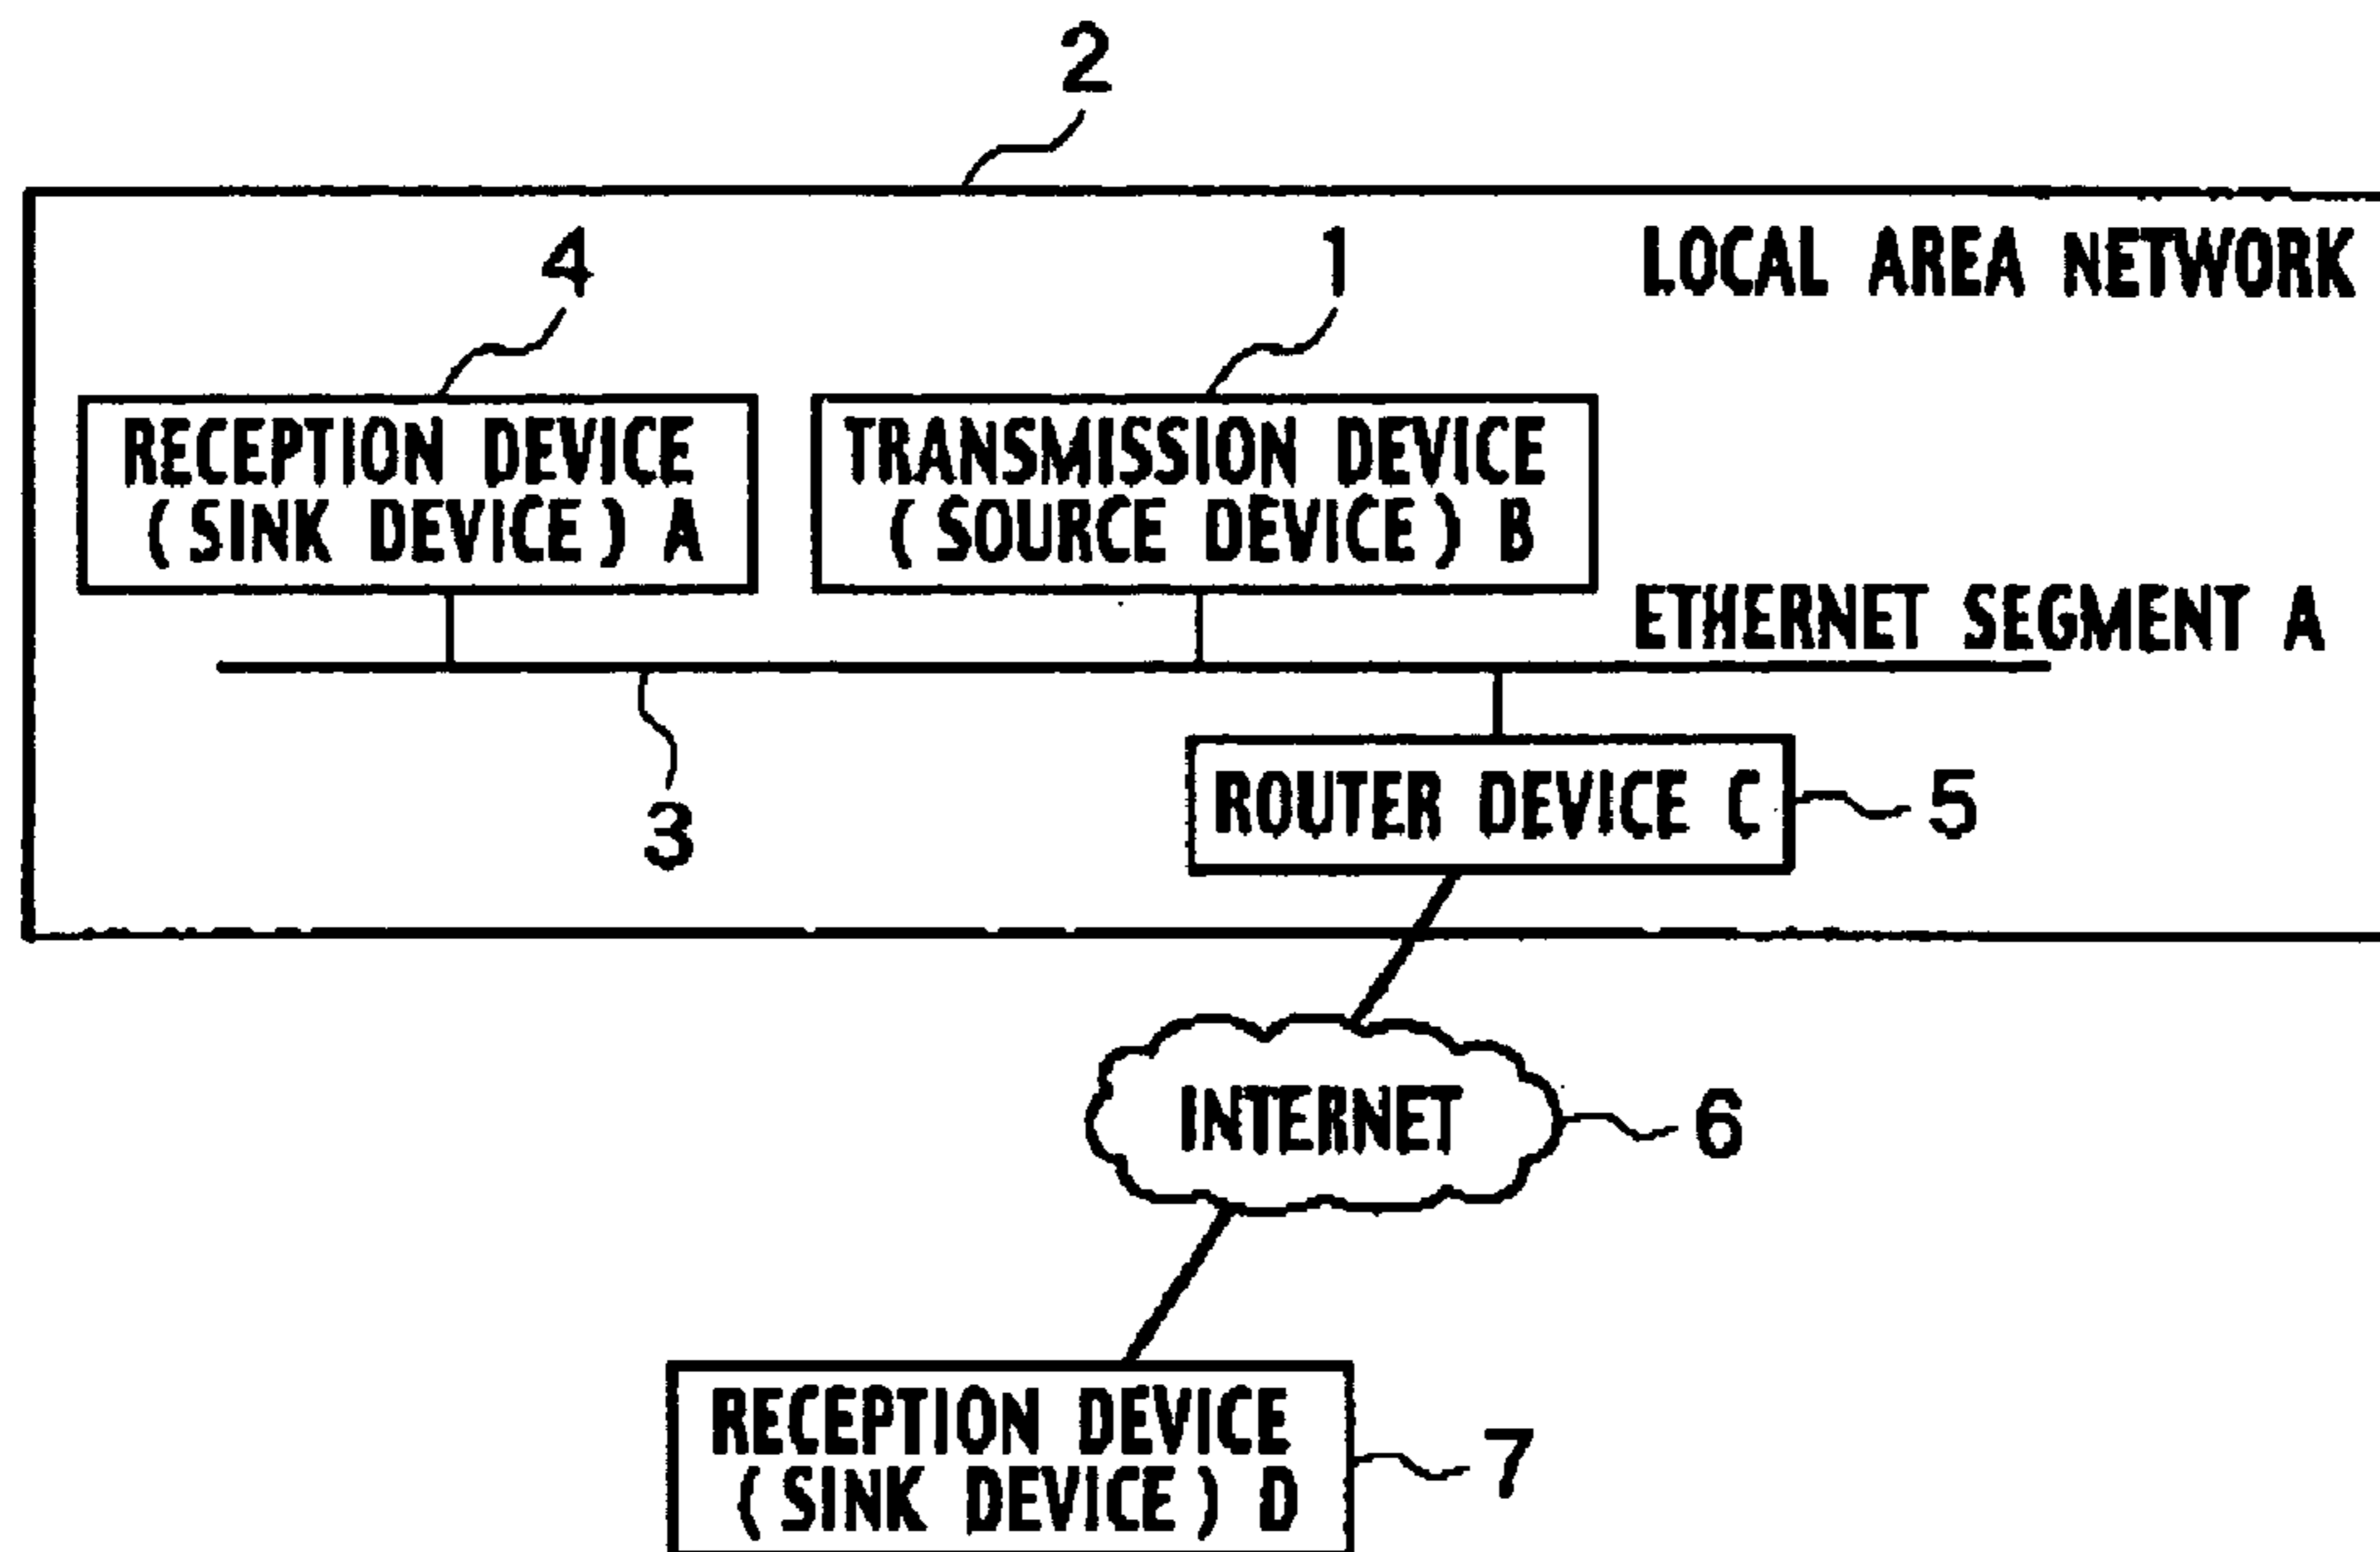 2
LOCAL AREA NETWORK
4
1
RECEPTION DEVICE
(SINK DEVICE) A
TRANSMISSION DEVICE
(SOURCE DEVICE) B
ETHERNET SEGMENT A
3
ROUTER DEVICE C
5
INTERNET
6
RECEPTION DEVICE
(SINK DEVICE) D
7